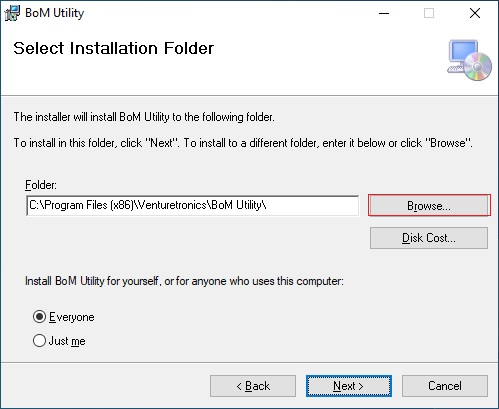 BoM Utility
Select Installation Folder
The installer will install BoM Utility to the following folder.
To install in this folder, click "Next". To install to a different folder, enter it below or click "Browse".
Folder:
C:\Program Files (x86)\Venturetronics\BoM Utility\
Browse...
Disk Cost...
Install BoM Utility for yourself, or for anyone who uses this computer:
Everyone
Just me
< Back
Next >
Cancel